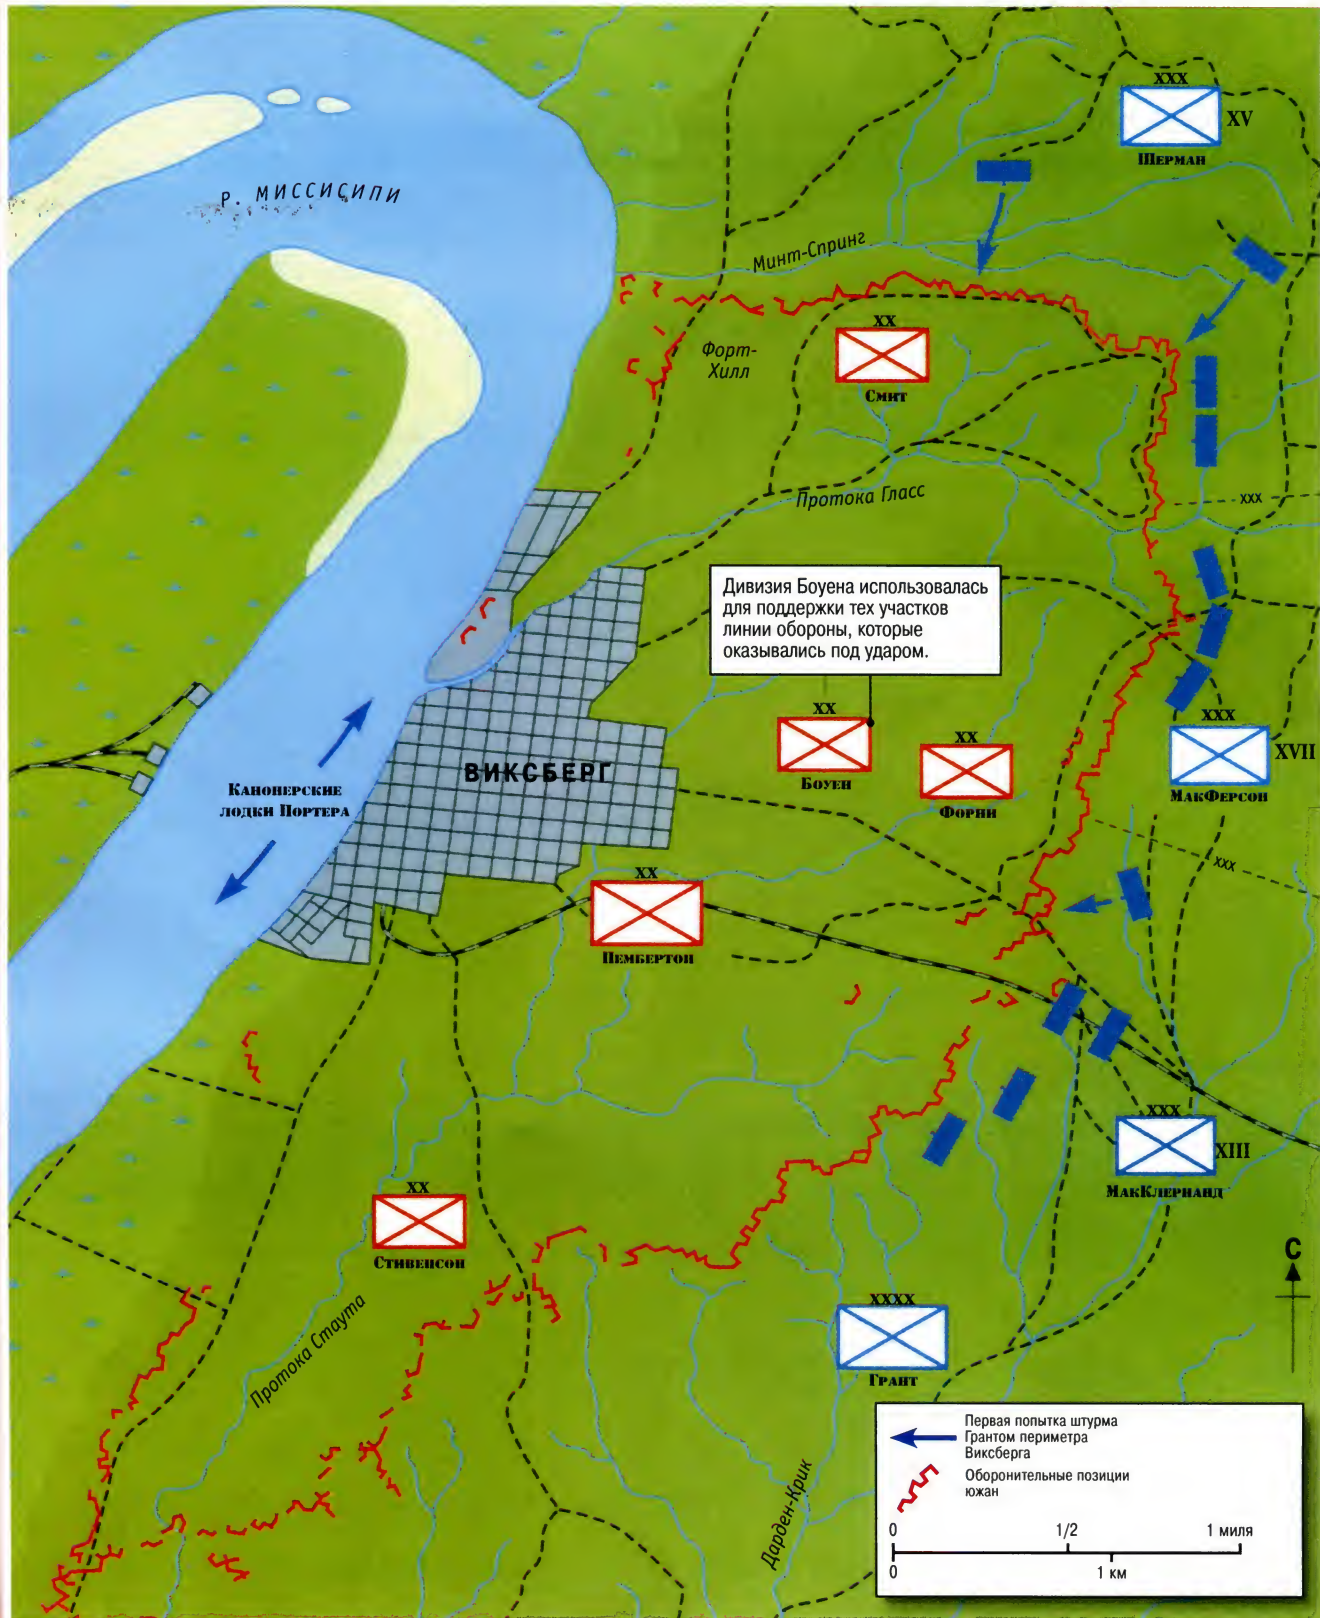 XXX
XV
Шерман
Р. МИССИСИПИ
Минт-Спринг
XX
Смит
Форт-
Хилл
Протока Гласс
xxx
Дивизия Боуена использовалась
для поддержки тех участков
линии обороны, которые
оказывались под ударом.
XX
Боуен
XX
Форни
XXX
XVII
МакФерсон
ВИКСБЕРГ
Канонерские
лодки Портера
xxx
XX
Пембертон
XXX
XIII
МакКлернанд
XX
Стивенсон
Протока Стаута
С
XXXX
Грант
Дарден-Крик
Первая попытка штурма
Грантом периметра
Виксберга
Оборонительные позиции
южан
0 1/2 1 миля
0 1 км